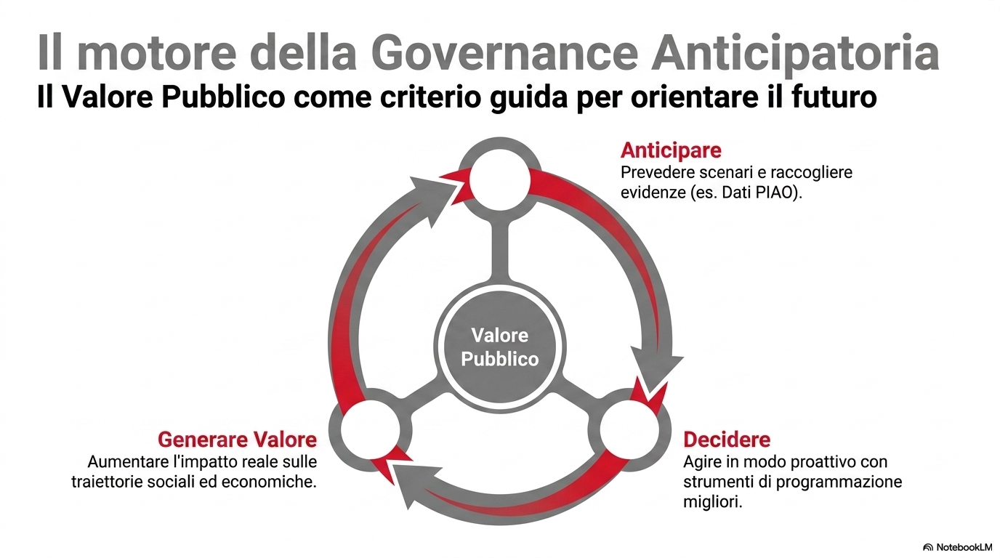 Il motore della Governance Anticipatoria
Il Valore Pubblico come criterio guida per orientare il futuro
Anticipare
Prevedere scenari e raccogliere
evidenze (es. Dati PIAO).
Valore
Pubblico
Generare Valore
Aumentare l'impatto reale sulle
traiettorie sociali ed economiche.
Decidere
Agire in modo proattivo con
strumenti di programmazione
migliori.
NotebookLM